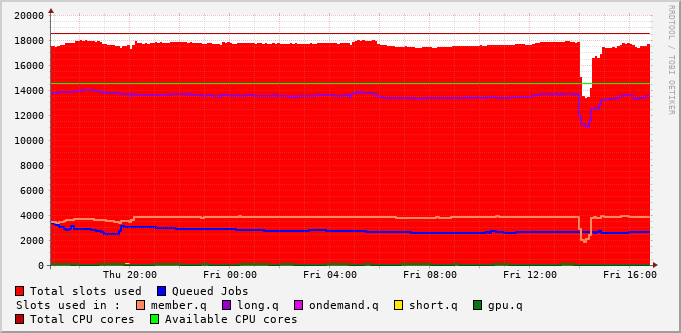 20000
18000
16000
14000
12000
10000
8000
6000
4000
2000
0
Thu 20:00 Fri 00:00 Fri 04:00 Fri 08:00 Fri 12:00 Fri 16:00
RRDTOOL / TOBI OETIKER
Total slots used Queued Jobs
Slots used in : member.q long.q ondemand.q short.q gpu.q
Total CPU cores Available CPU cores